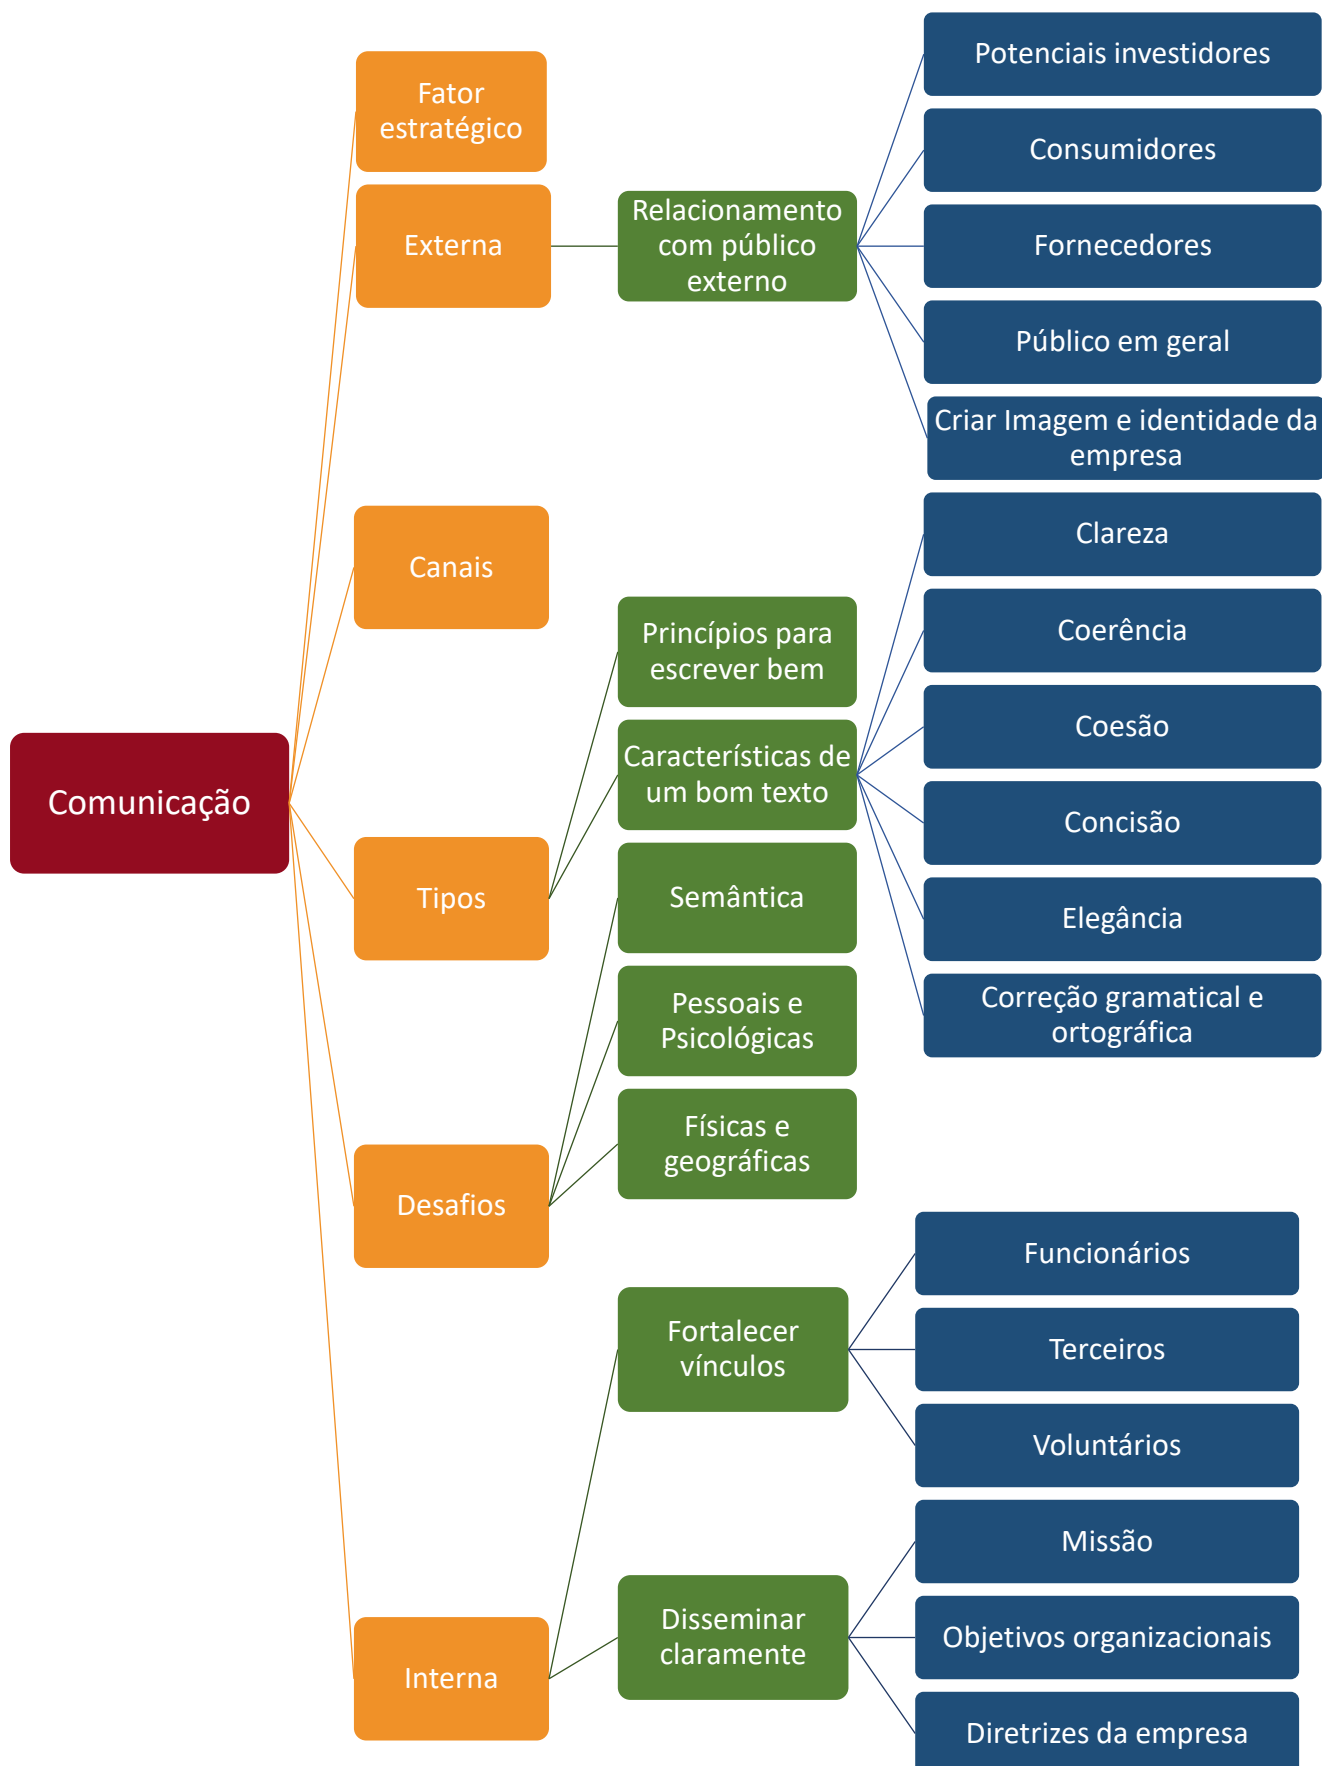 Comunicação
Fator
estratégico
Externa
Relacionamento
com público
externo
Potenciais investidores
Consumidores
Fornecedores
Público em geral
Criar Imagem e identidade da
empresa
Canais
Tipos
Princípios para
escrever bem
Características de
um bom texto
Clareza
Coerência
Coesão
Concisão
Elegância
Correção gramatical e
ortográfica
Desafios
Semântica
Pessoais e
Psicológicas
Físicas e
geográficas
Interna
Fortalecer
vínculos
Funcionários
Terceiros
Voluntários
Disseminar
claramente
Missão
Objetivos organizacionais
Diretrizes da empresa